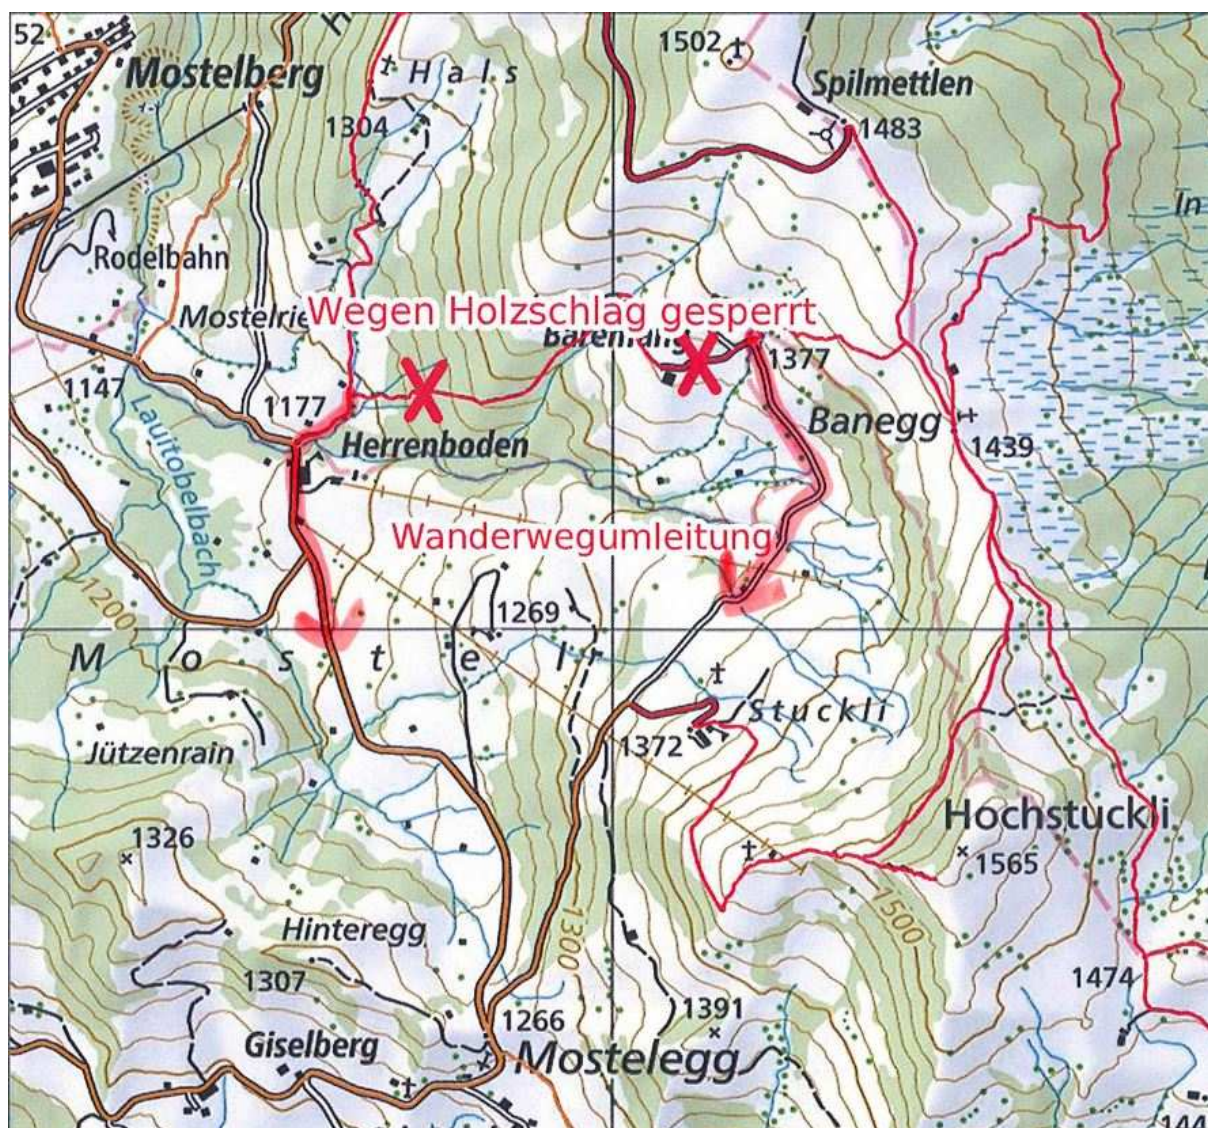 52
H
Mostelberg
Hals
1502
Spilmettlen
1304
1483
In
Rodelbahn
Mostelrie
Wegen Holzschlag gesperrt
1377
1147
1177
Banegg
Herrenboden
1439
Lauitobelbach
Wanderwegumleitung
1200
1269
Mostel
Stuckli
1372
Jützenrain
Hochstuckli
1326
1565
1500
Hinteregg
1300
1307
1474
1391
1266
Giselberg
Mostelegg
144